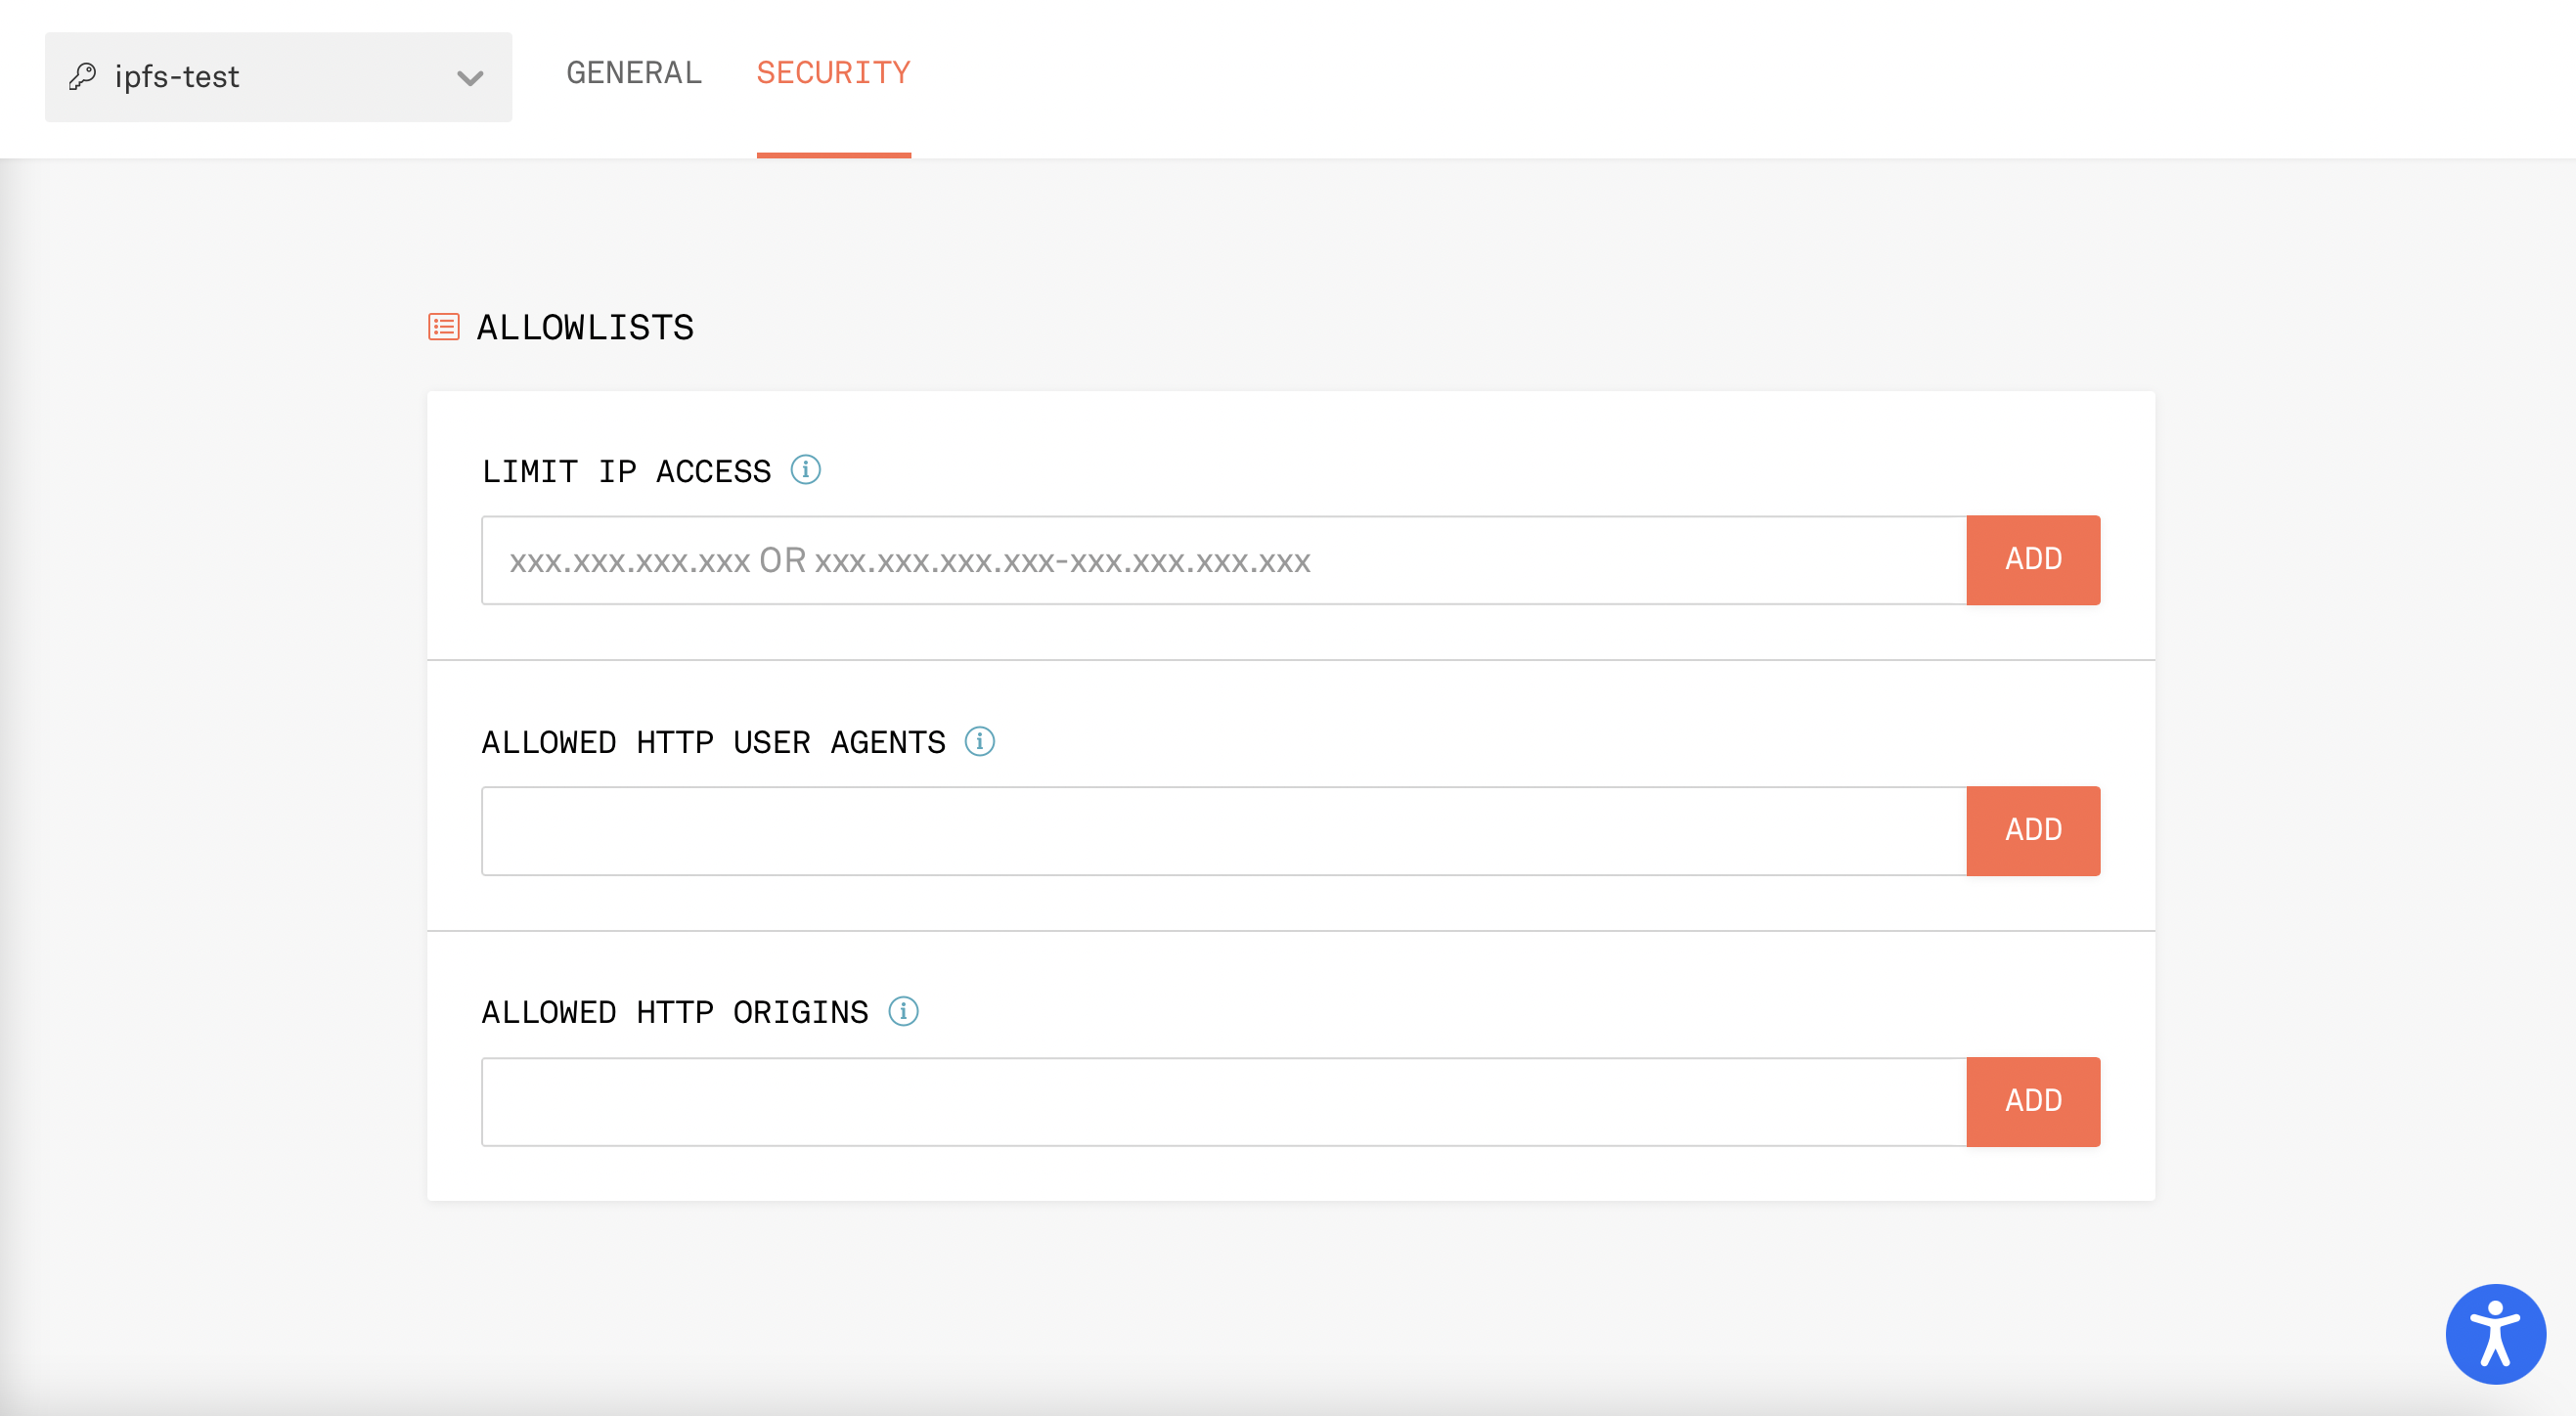 ipfs-test
GENERAL
SECURITY
ALLOWLISTS
LIMIT IP ACCESS
xxx.xxx.xxx.xxx OR xxx.xxx.xxx.xxx-xxx.xxx.xxx.xxx
ADD
ALLOWED HTTP USER AGENTS
ADD
ALLOWED HTTP ORIGINS
ADD